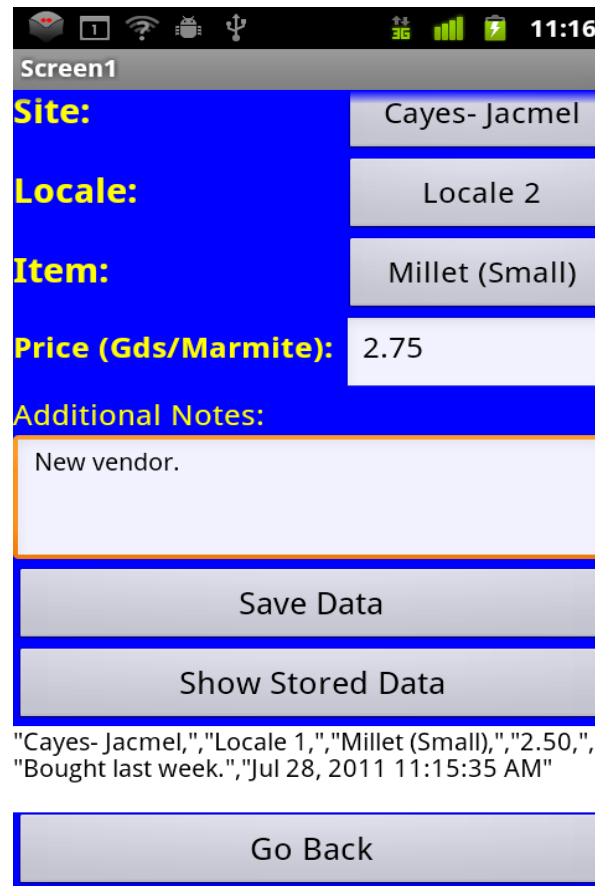 1
3G
11:16
Screen1
Site:
Cayes- Jacmel
Locale:
Locale 2
Item:
Millet (Small)
Price (Gds/Marmite):
2.75
Additional Notes:
New vendor.
Save Data
Show Stored Data
"Cayes- Jacmel,","Locale 1,","Millet (Small),","2.50,",
"Bought last week.","Jul 28, 2011 11:15:35 AM"
Go Back